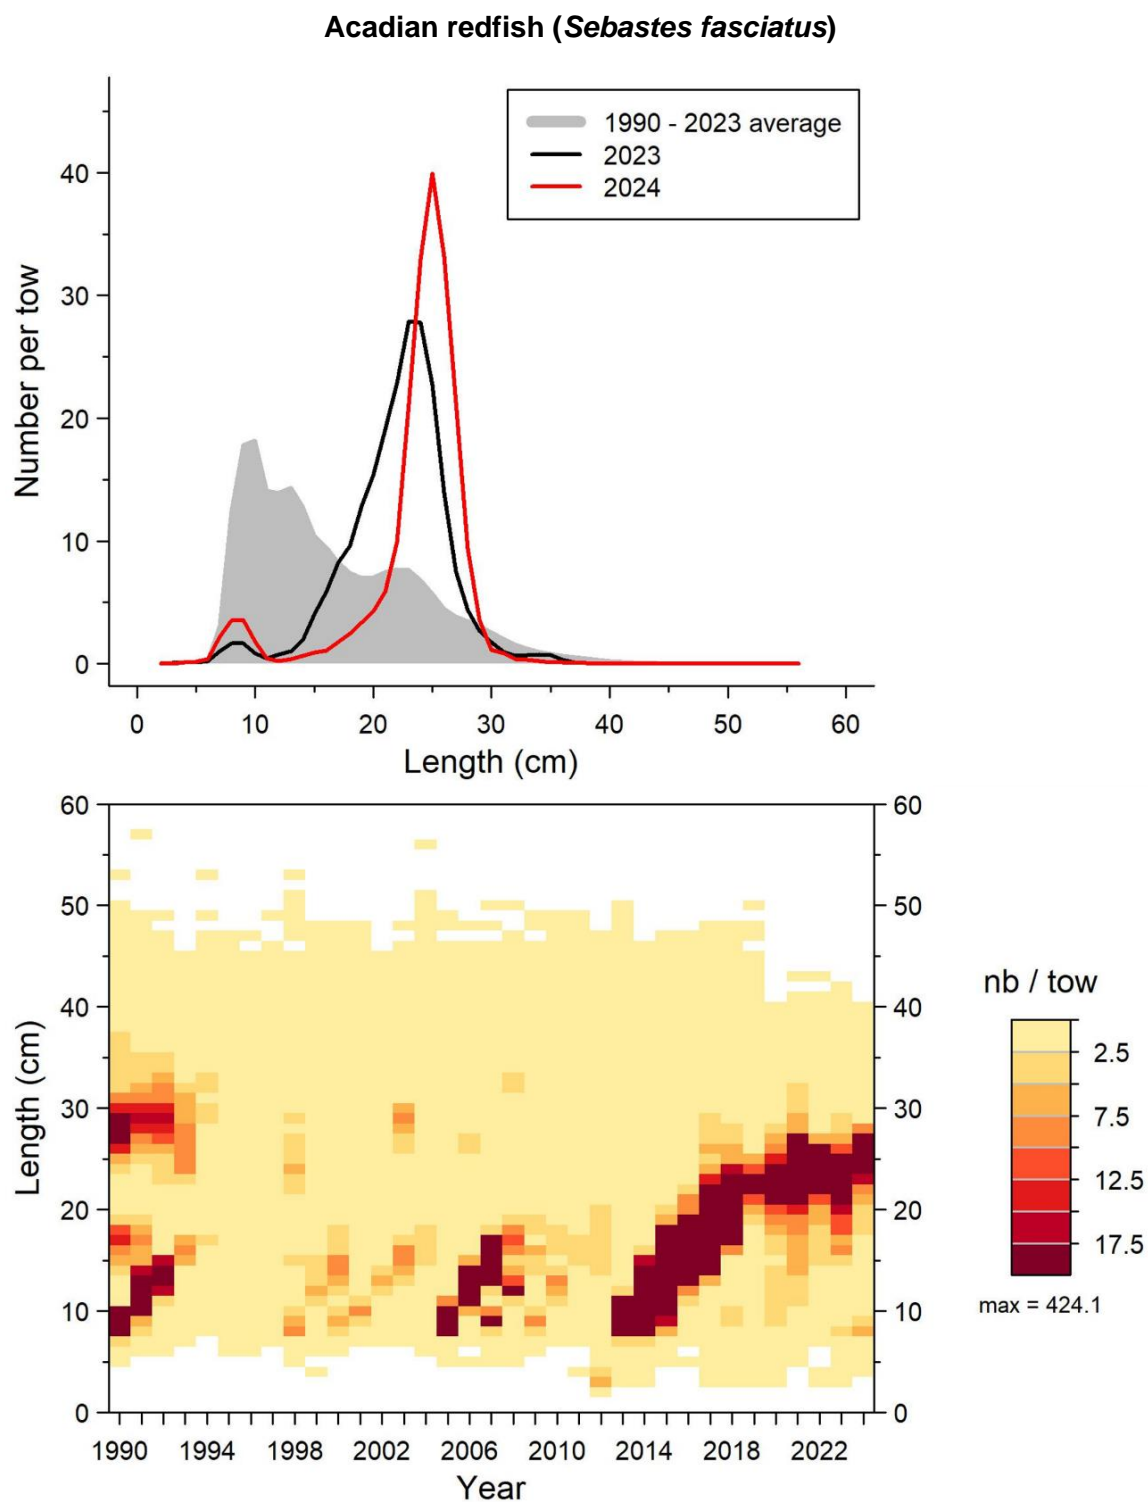 Acadian redfish (Sebastes fasciatus)
1990 - 2023 average
2023
2024
Number per tow
40
30
20
10
0
0 10 20 30 40 50 60
Length (cm)
60 60
50 50
40 40
30 30
20 20
10 10
0 0
Length (cm)
1990 1994 1998 2002 2006 2010 2014 2018 2022
Year
nb / tow
2.5
7.5
12.5
17.5
max = 424.1